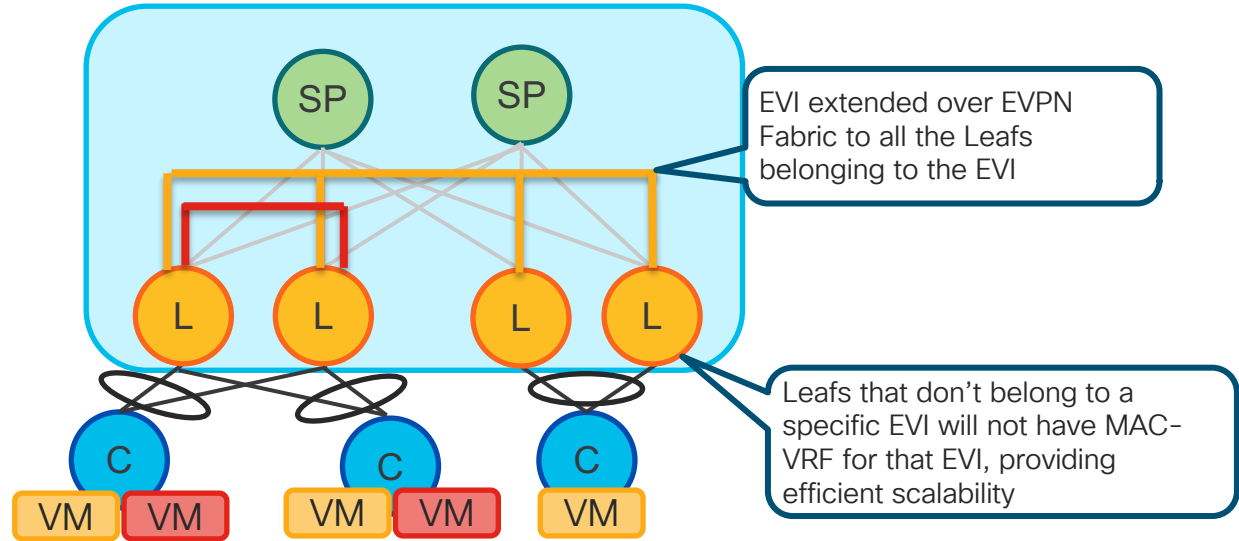 SP
SP
EVI extended over EVPN
Fabric to all the Leafs
belonging to the EVI
L
L
L
L
Leafs that don’t belong to a
specific EVI will not have MAC-
VRF for that EVI, providing
efficient scalability
C
C
C
VM
VM
VM
VM
VM